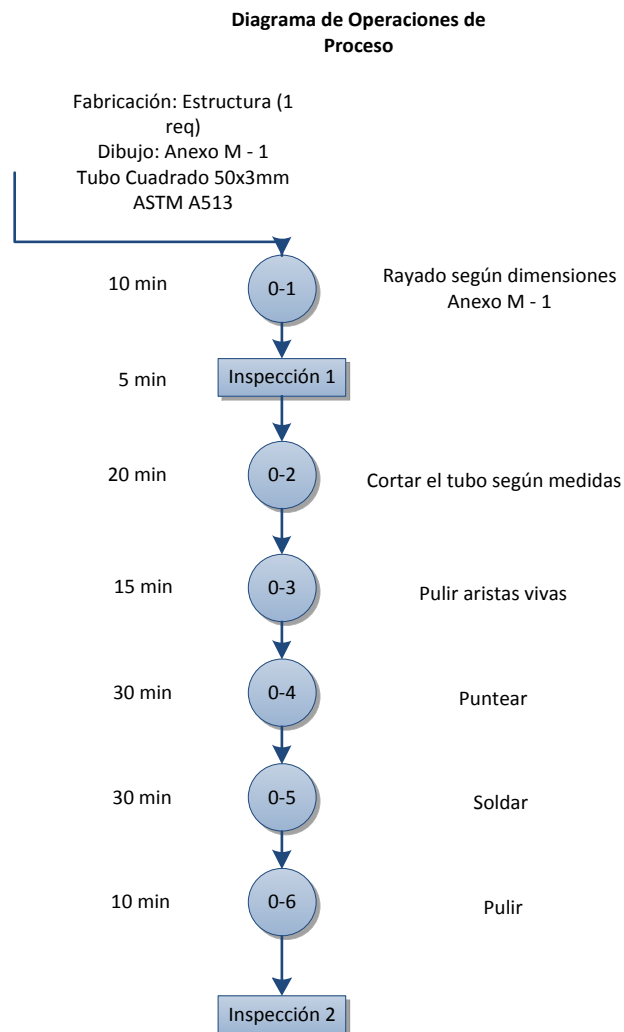 Diagrama de Operaciones de
Proceso
Fabricación: Estructura (1
req)
Dibujo: Anexo M - 1
Tubo Cuadrado 50x3mm
ASTM A513
10 min
0-1
Rayado según dimensiones
Anexo M - 1
5 min
Inspección 1
20 min
0-2
Cortar el tubo según medidas
15 min
0-3
Pulir aristas vivas
30 min
0-4
Puntear
30 min
0-5
Soldar
10 min
0-6
Pulir
Inspección 2